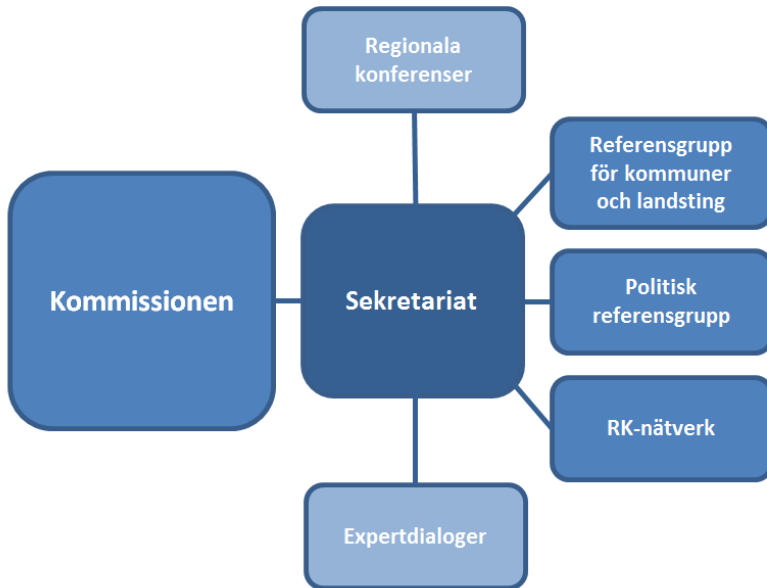 Regionala
konferenser
Referensgrupp
för kommuner
och landsting
Kommissionen
Sekretariat
Politisk
referensgrupp
RK-nätverk
Expertdialoger